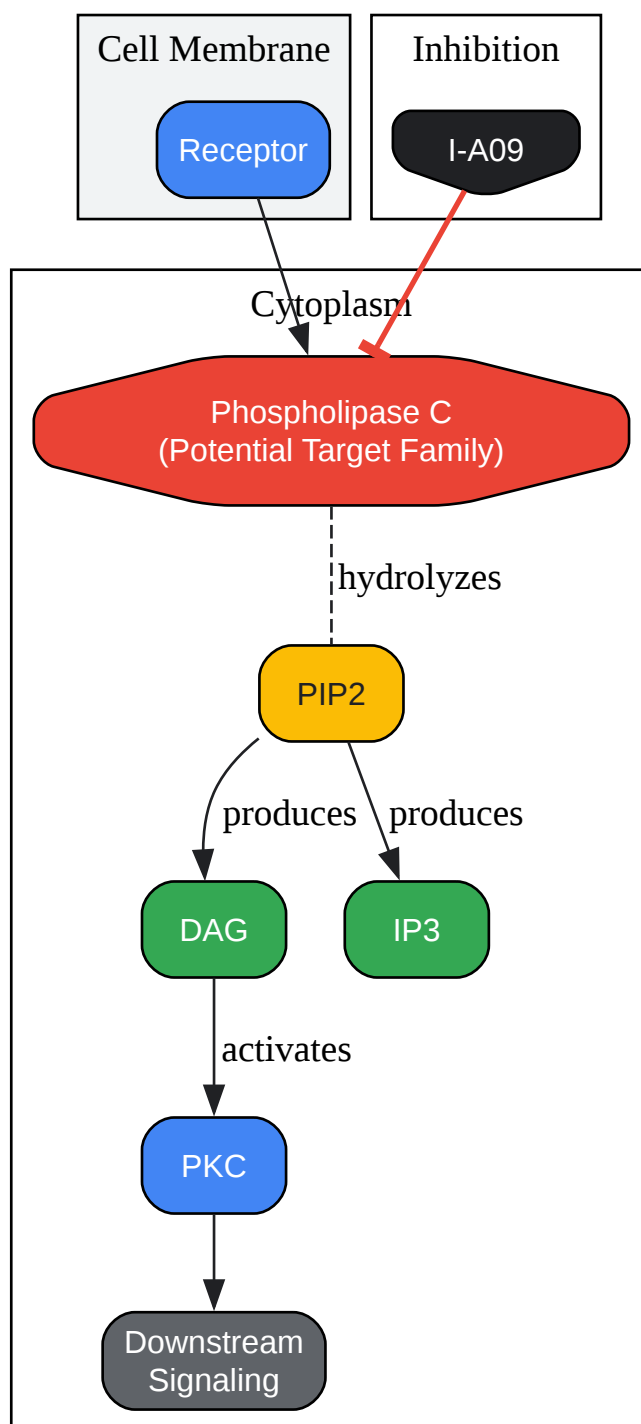 Cell Membrane
Inhibition
Receptor
I-A09
Cytoplasm
Phospholipase C
(Potential Target Family)
hydrolyzes
PIP2
produces
produces
DAG
IP3
activates
PKC
Downstream
Signaling